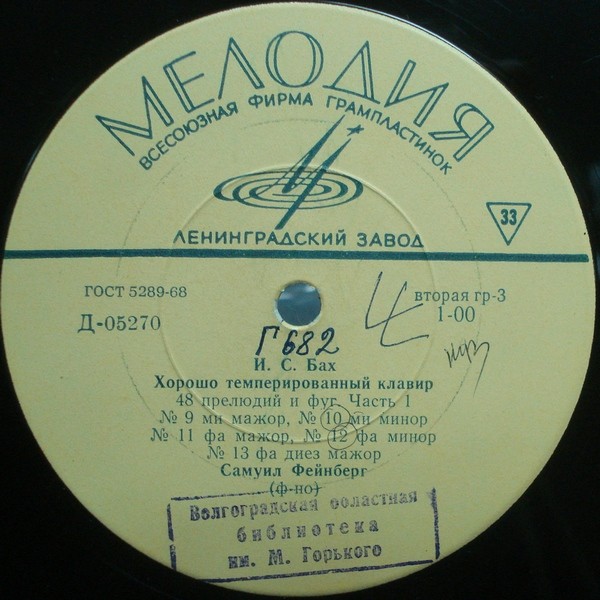 МЕЛОДИЯ
ВСЕСОЮЗНАЯ ФИРМА ГРАМПЛАСТИНОК
33
ЛЕНИНГРАДСКИЙ ЗАВОД
ГОСТ 5289-68
вторая гр-3
Д-05270
1-00
Г682
И. С. Бах
Хорошо темперированный клавир
48 прелюдий и фуг. Часть 1
№ 9 ми мажор, № 10 ми минор
№ 11 фа мажор, № 12 фа минор
№ 13 фа диез мажор
Самуил Фейнберг
(ф-но)
Волгоградская областная
библиотека
им. М. Горького